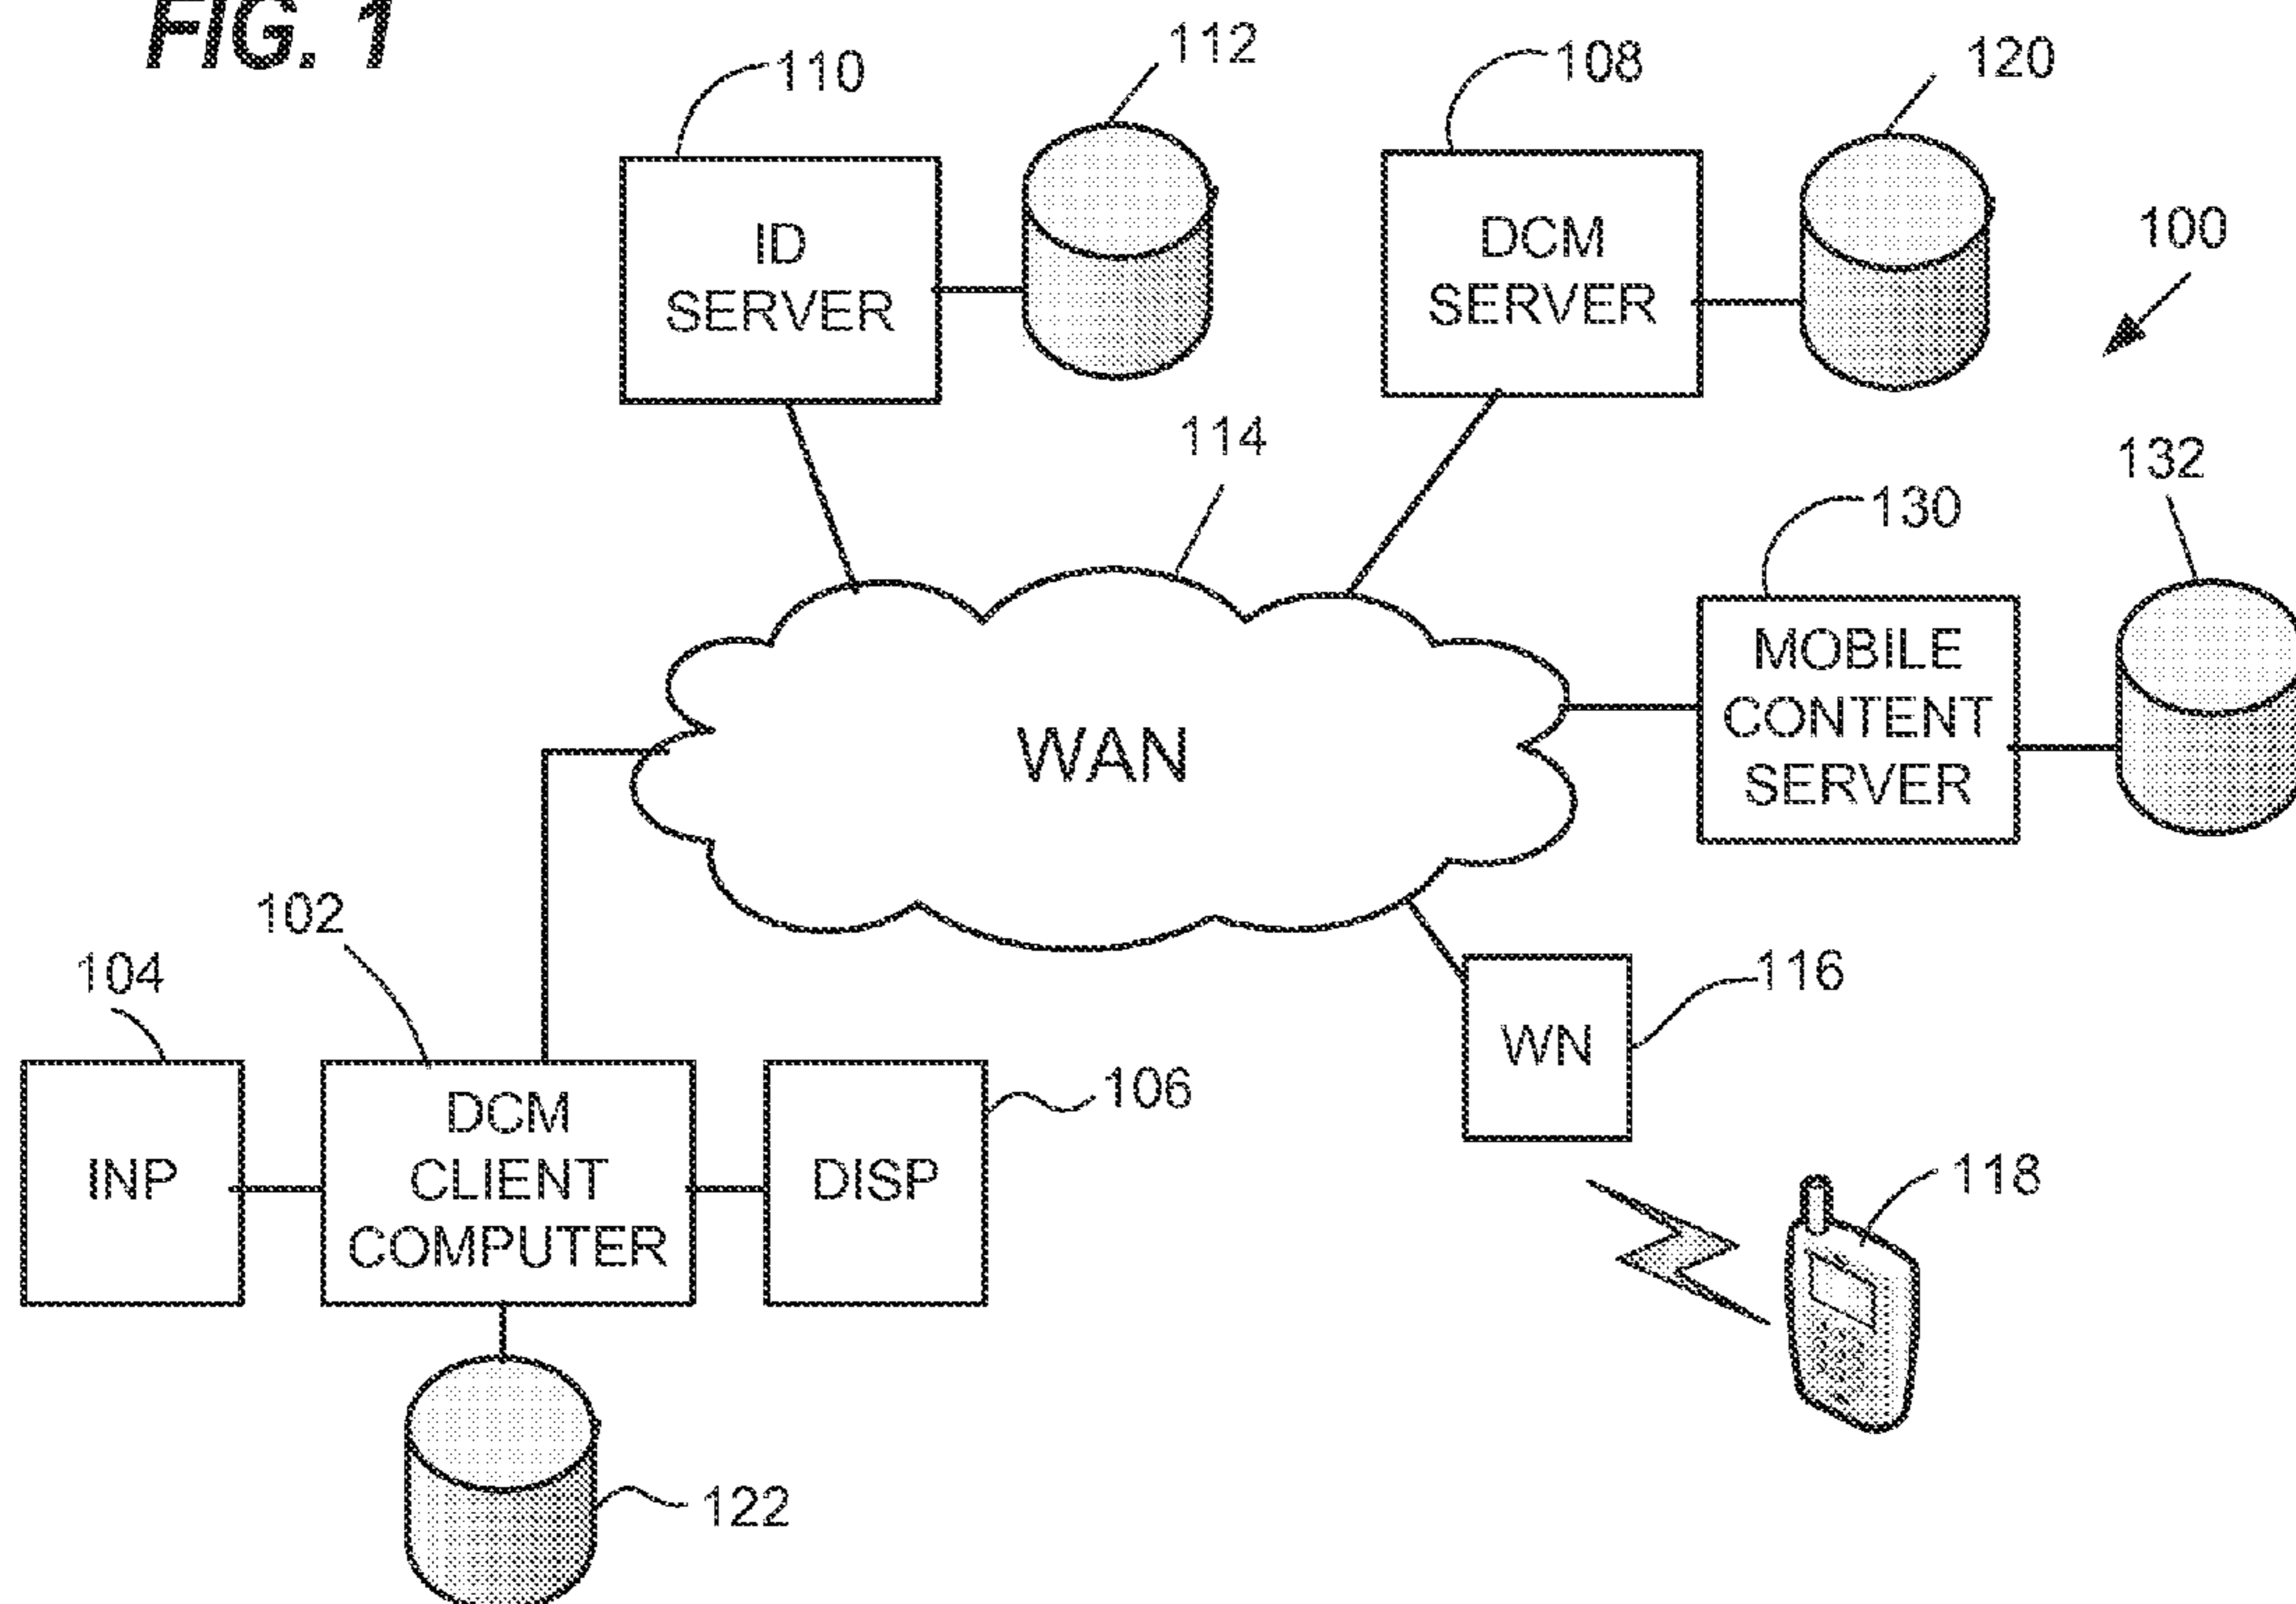 FIG. 1
110
112
108
120
ID
SERVER
DCM
SERVER
100
114
132
130
MOBILE
CONTENT
SERVER
WAN
102
104
116
WN
DCM
CLIENT
COMPUTER
INP
DISP
106
118
122